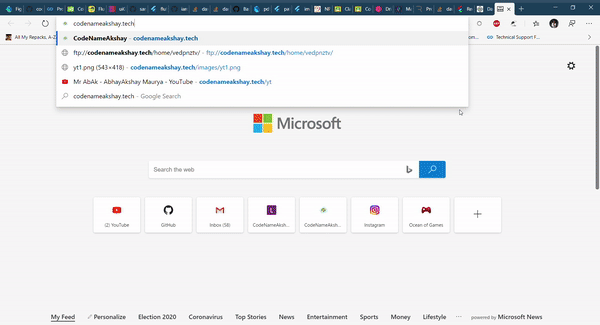 codenameakshay.tech
CodeNameAkshay - codenameakshay.tech
ftp://codenameakshay.tech/home/vedpnztv/ - ftp://codenameakshay.tech/home/vedpnztv/
yt1.png (543×418) - codenameakshay.tech/images/yt1.png
Mr AbAk - AbhayAkshay Maurya - YouTube - codenameakshay.tech/yt
codenameakshay.tech - Google Search
All My Repacks, A-Z
Technical Support F...
Microsoft
Search the web
(2) YouTube
GitHub
Inbox (58)
CodeNameAksh...
CodeNameAksh...
Instagram
Ocean of Games
My Feed
Personalize
Election 2020
Coronavirus
Top Stories
News
Entertainment
Sports
Money
Lifestyle
...
powered by Microsoft News